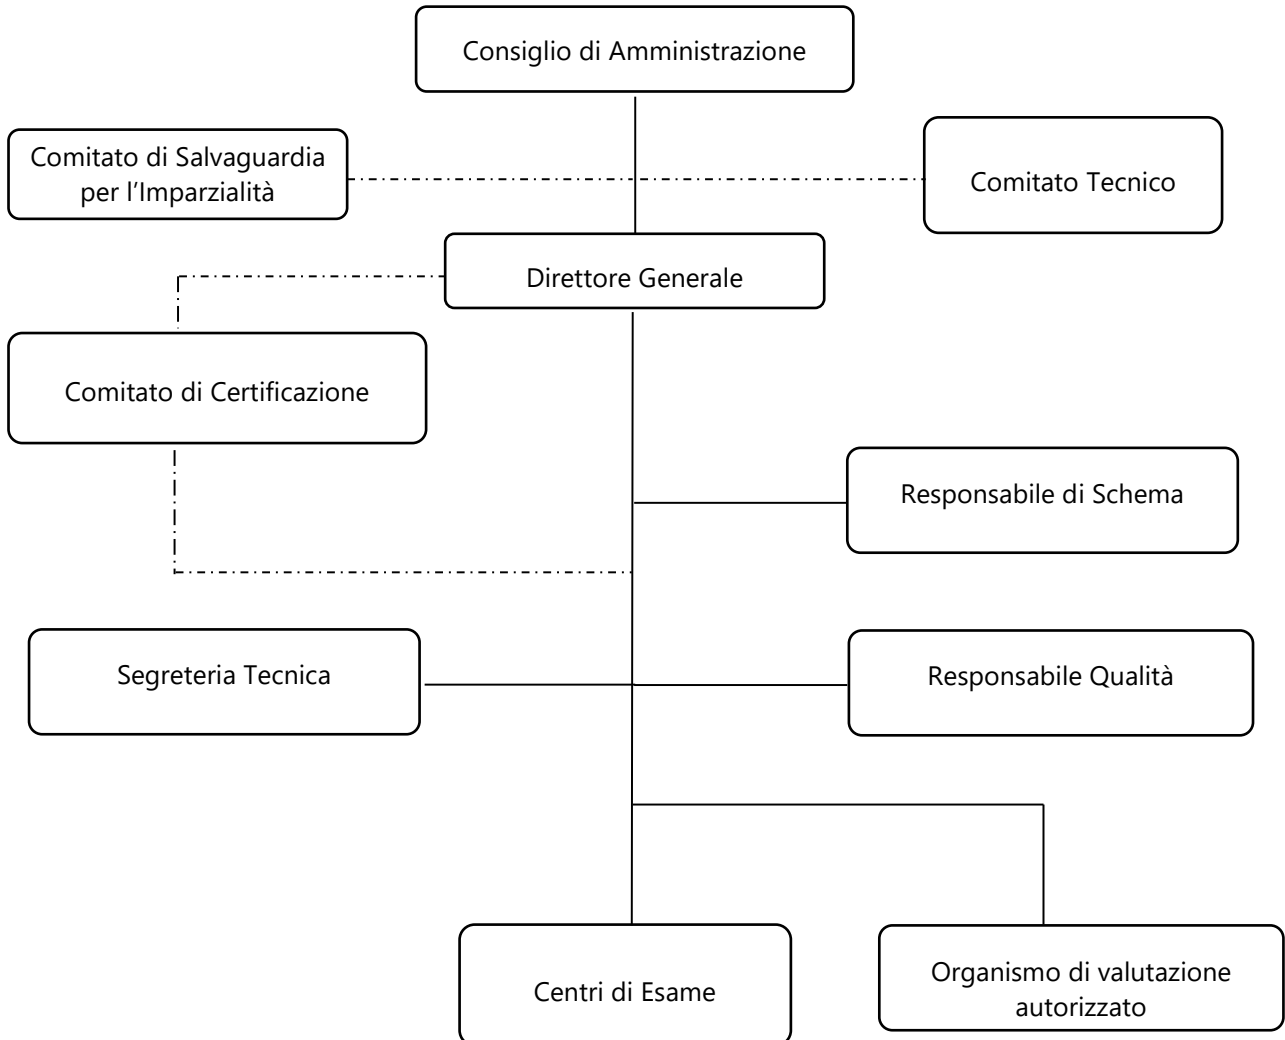 Consiglio di Amministrazione
Comitato di Salvaguardia
per l’Imparzialità
Comitato Tecnico
Direttore Generale
Comitato di Certificazione
Responsabile di Schema
Segreteria Tecnica
Responsabile Qualità
Centri di Esame
Organismo di valutazione
autorizzato